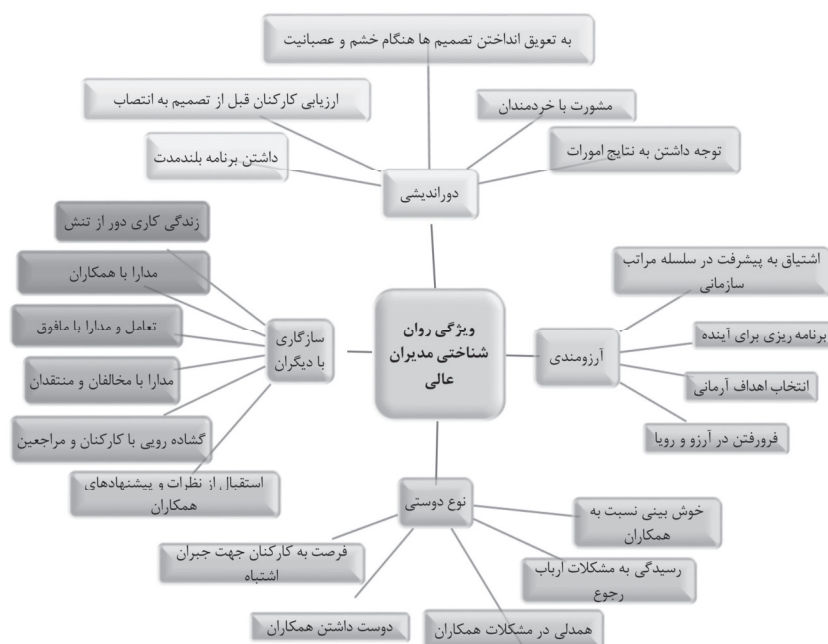 به تعویق انداختن تصمیم ها هنگام خشم و عصبانیت
ارزیابی کارکنان قبل از تصمیم به انتصاب
مشورت با خردمندان
داشتن برنامه بلندمدت
توجه داشتن به نتایج امورات
دوراندیشی
زندگی کاری دور از تنش
مدارا با همکاران
تعامل و مدارا با مافوق
مدارا با مخالفان و منتقدان
گشاده رویی با کارکنان و مراجعین
استقبال از نظرات و پیشنهادهای
همکاران
سازگاری
با دیگران
ویژگی روان
شناختی مدیران
عالی
آرزومندی
اشتیاق به پیشرفت در سلسله مراتب
سازمانی
برنامه ریزی برای آینده
انتخاب اهداف آرمانی
فرورفتن در آرزو و رویا
نوع دوستی
خوش بینی نسبت به
همکاران
رسیدگی به مشکلات ارباب
رجوع
همدلی در مشکلات همکاران
دوست داشتن همکاران
فرصت به کارکنان جهت جبران
اشتباه